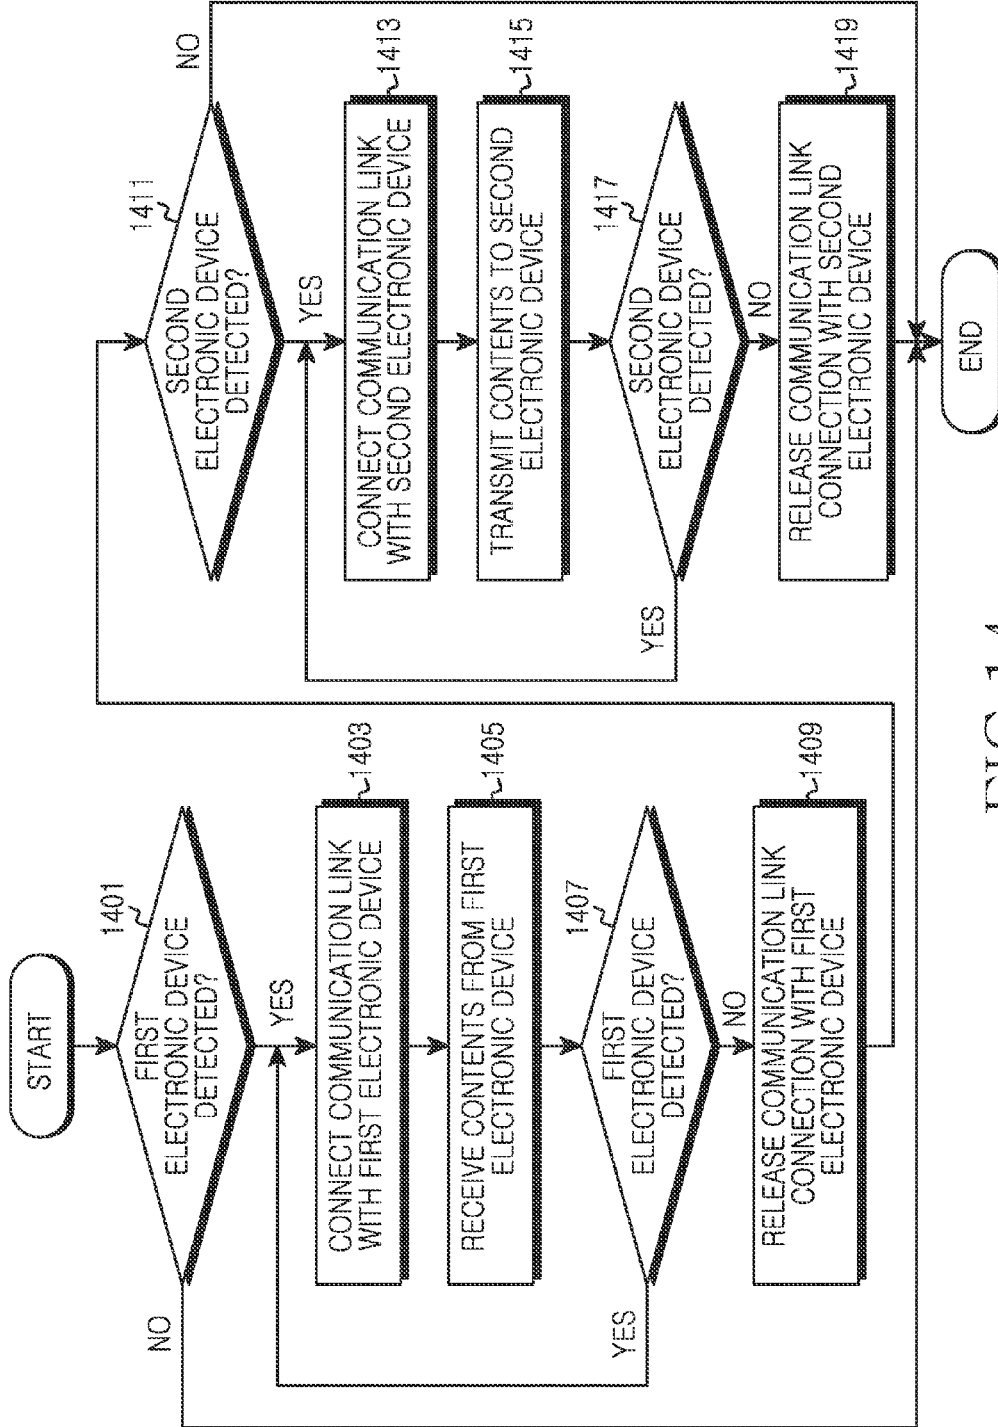 START
1401
FIRST
ELECTRONIC DEVICE
DETECTED?
NO
YES
CONNECT COMMUNICATION LINK
WITH FIRST ELECTRONIC DEVICE
1403
RECEIVE CONTENTS FROM FIRST
ELECTRONIC DEVICE
1405
1407
FIRST
ELECTRONIC DEVICE
DETECTED?
YES
NO
RELEASE COMMUNICATION LINK
CONNECTION WITH FIRST
ELECTRONIC DEVICE
1409
1411
SECOND
ELECTRONIC DEVICE
DETECTED?
NO
YES
CONNECT COMMUNICATION LINK
WITH SECOND ELECTRONIC DEVICE
1413
TRANSMIT CONTENTS TO SECOND
ELECTRONIC DEVICE
1415
1417
SECOND
ELECTRONIC DEVICE
DETECTED?
YES
NO
RELEASE COMMUNICATION LINK
CONNECTION WITH SECOND
ELECTRONIC DEVICE
1419
END